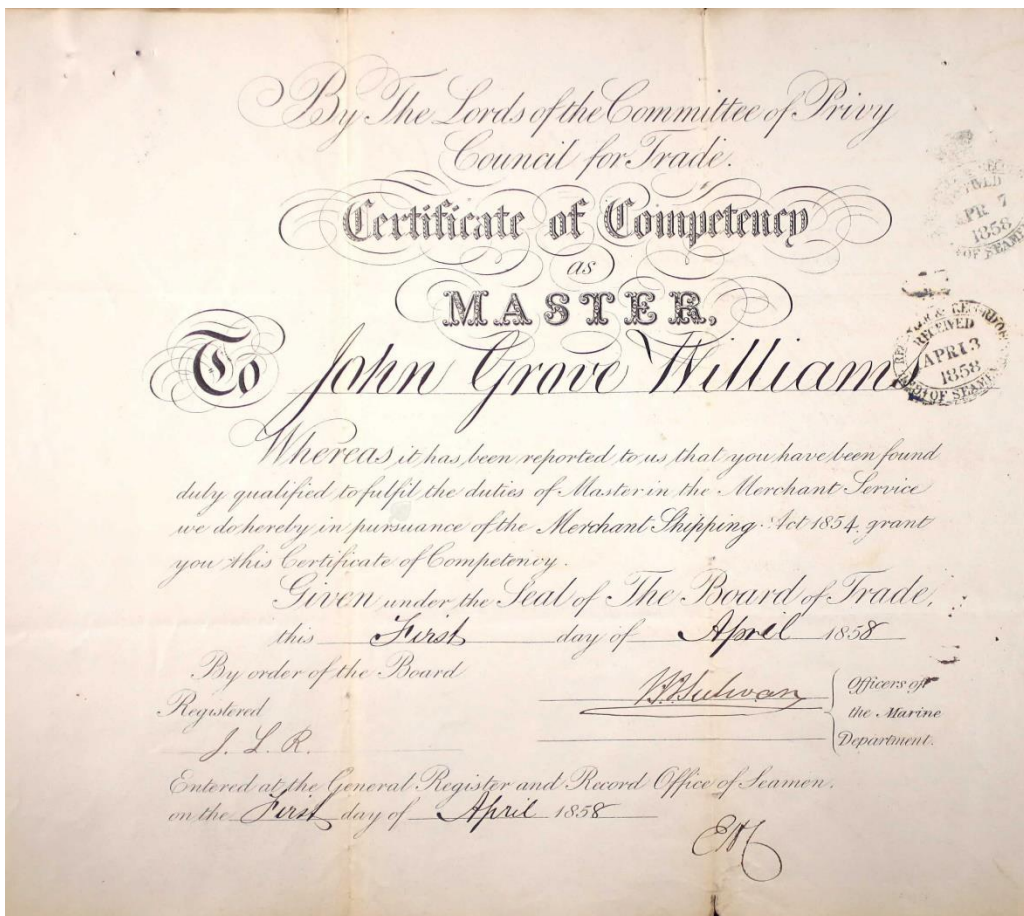 By The Lords of the Committee of Privy
Council for Trade.
Certificate of Competency
as
MASTER,
To John Grove Williams
Whereas it has been reported to us that you have been found
duly qualified to fulfil the duties of Master in the Merchant Service
we do hereby in pursuance of the Merchant Shipping Act 1854. grant
you this Certificate of Competency.
Given under the Seal of The Board of Trade,
this First day of April 1858
By order of the Board
Officers of
the Marine
Department.
Registered
J. L. R.
Entered at the General Register and Record Office of Seamen.
on the First day of April 1858
APR 7
1858
OF SEAMEN
RECEIVED
APR 13
1858
OF SEAMEN